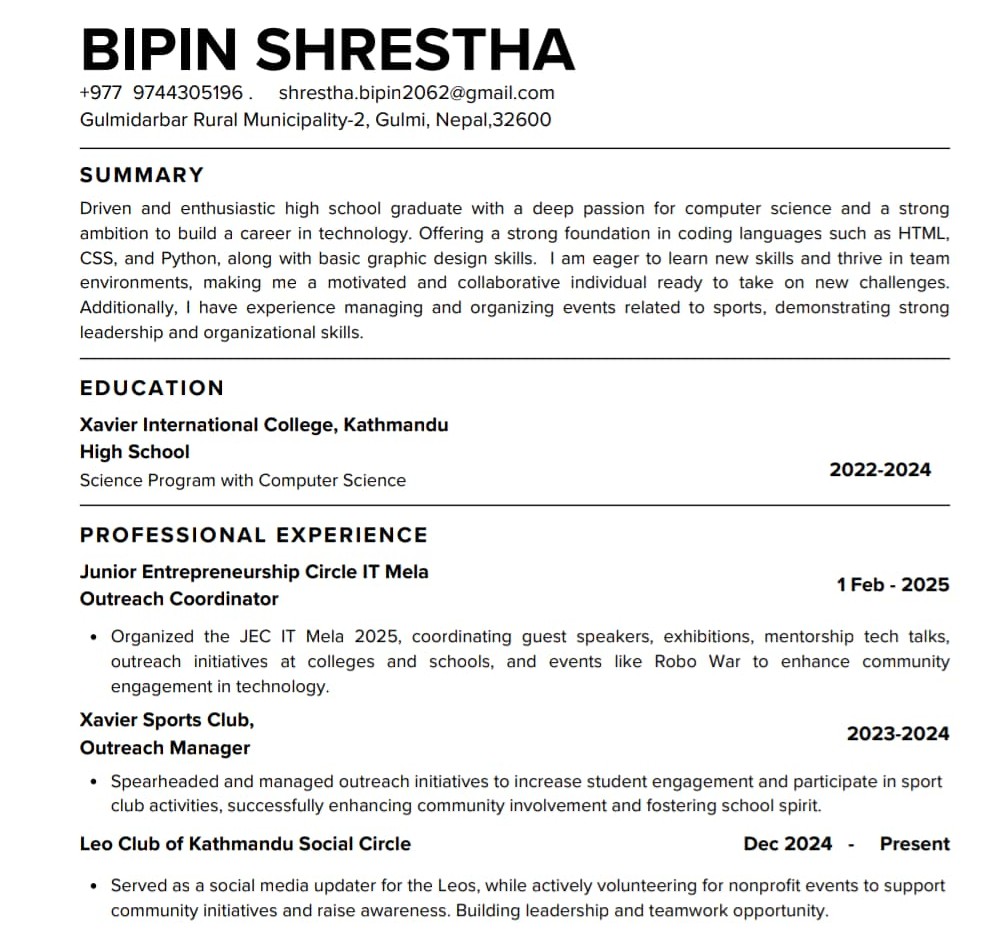 BIPIN SHRESTHA
+977 9744305196 . shrestha.bipin2062@gmail.com
Gulmidarbar Rural Municipality-2, Gulmi, Nepal,32600
SUMMARY
Driven and enthusiastic high school graduate with a deep passion for computer science and a strong
ambition to build a career in technology. Offering a strong foundation in coding languages such as HTML,
CSS, and Python, along with basic graphic design skills. I am eager to learn new skills and thrive in team
environments, making me a motivated and collaborative individual ready to take on new challenges.
Additionally, I have experience managing and organizing events related to sports, demonstrating strong
leadership and organizational skills.
EDUCATION
Xavier International College, Kathmandu
High School
2022-2024
Science Program with Computer Science
PROFESSIONAL EXPERIENCE
Junior Entrepreneurship Circle IT Mela
1 Feb - 2025
Outreach Coordinator
• Organized the JEC IT Mela 2025, coordinating guest speakers, exhibitions, mentorship tech talks,
outreach initiatives at colleges and schools, and events like Robo War to enhance community
engagement in technology.
Xavier Sports Club,
2023-2024
Outreach Manager
• Spearheaded and managed outreach initiatives to increase student engagement and participate in sport
club activities, successfully enhancing community involvement and fostering school spirit.
Leo Club of Kathmandu Social Circle Dec 2024 - Present
• Served as a social media updater for the Leos, while actively volunteering for nonprofit events to support
community initiatives and raise awareness. Building leadership and teamwork opportunity.